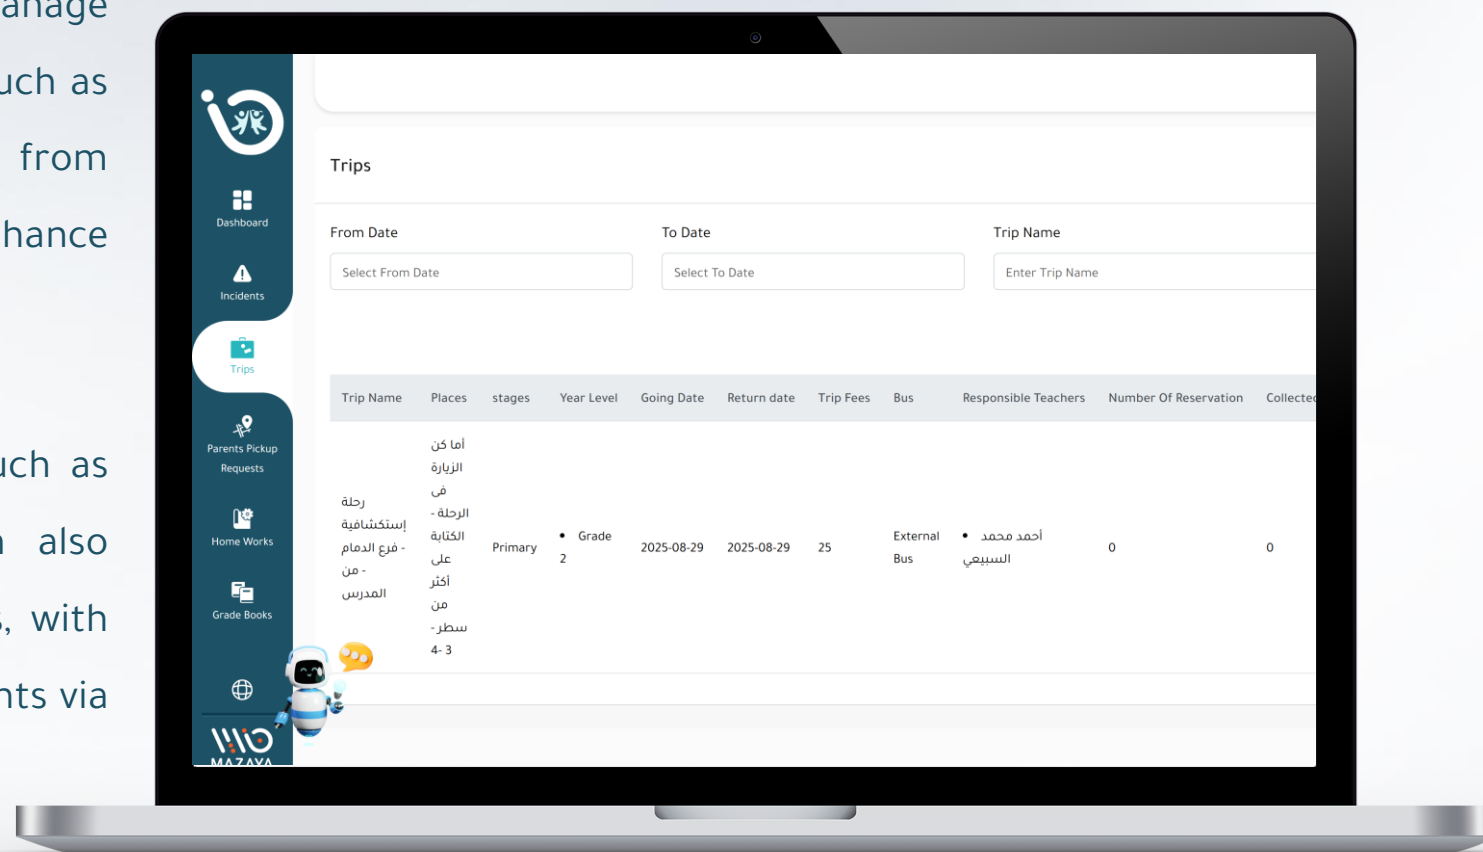 anage
uch as
from
hance
uch as
also
s, with
nts via
Dashboard
Incidents
Trips
Parents Pickup
Requests
Home Works
Grade Books
MAZAYA
Trips
From Date
To Date
Trip Name
Select From Date
Select To Date
Enter Trip Name
Trip Name Places stages Year Level Going Date Return date Trip Fees Bus Responsible Teachers Number Of Reservation Collected
رحلة
إستكشافية
- فرع الدمام
- من
المدرس
أما كن
الزيارة
فى
الرحلة -
الكتابة
على
أكثر
من
سطر -
3 -4
Primary
• Grade
2
2025-08-29
2025-08-29
25
External
Bus
• أحمد محمد
السبيعي
0
0